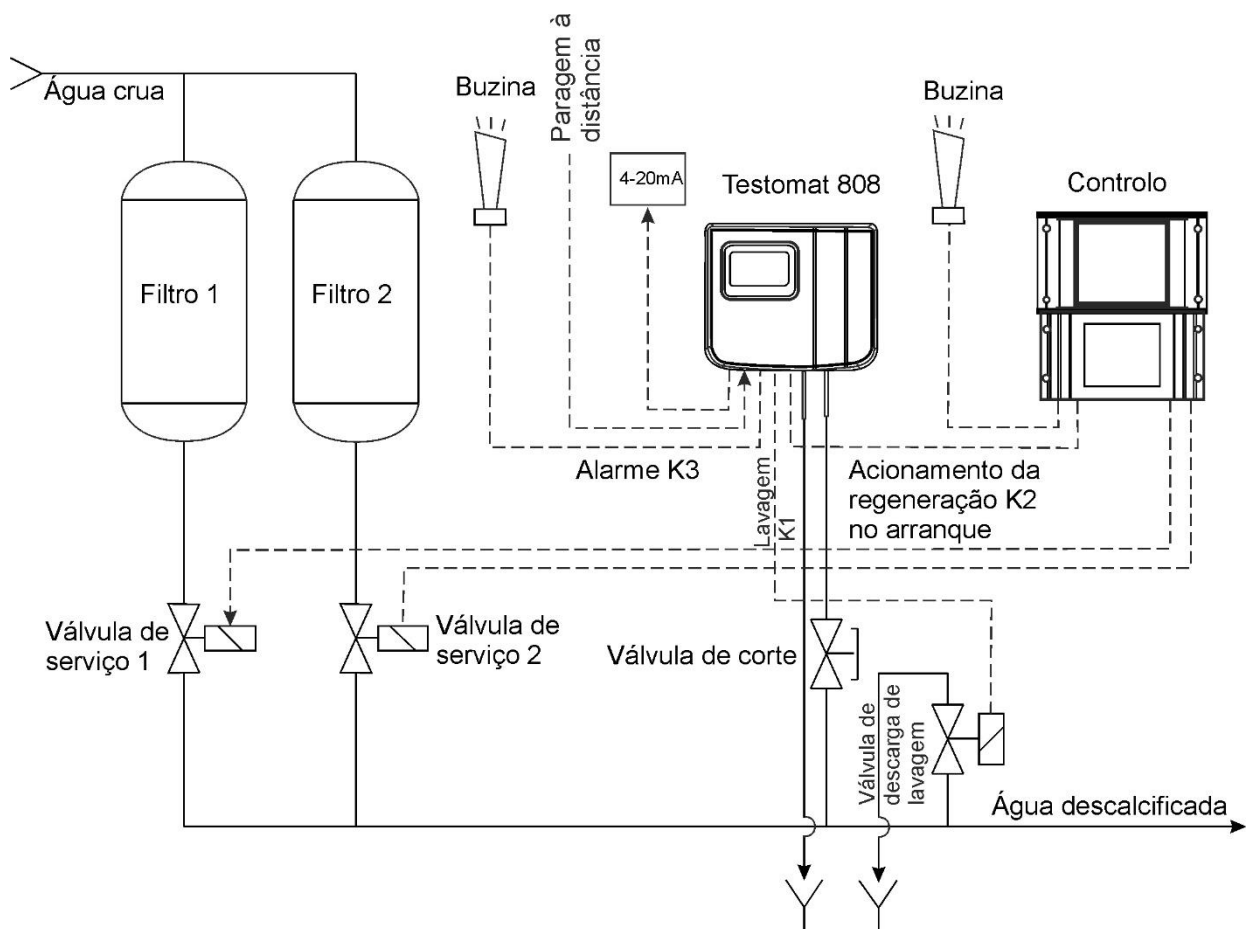 Água crua
Buzina
Paragem à
distância
4-20mA
Testomat 808
Buzina
Controlo
Filtro 1
Filtro 2
Alarme K3
Lavagem
K1
Acionamento da
regeneração K2
no arranque
Válvula de
serviço 1
Válvula de
serviço 2
Válvula de corte
Válvula de
descarga de
lavagem
Água descalcificada